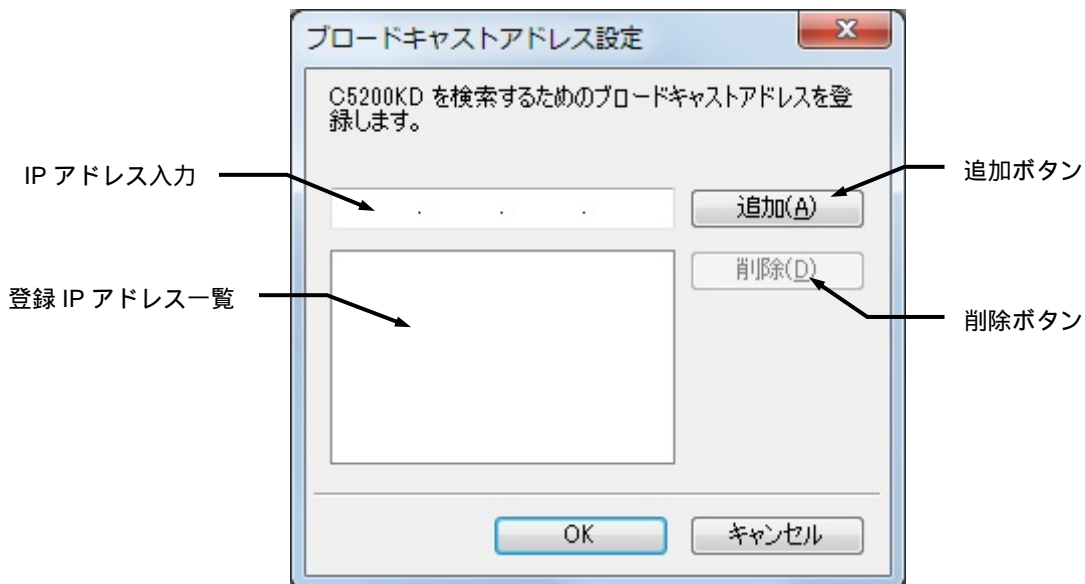 ブロードキャストアドレス設定
C5200KD を検索するためのブロードキャストアドレスを登
録します。
IP アドレス入力
. . .
追加(A)
追加ボタン
削除(D)
登録 IP アドレス一覧
削除ボタン
OK
キャンセル